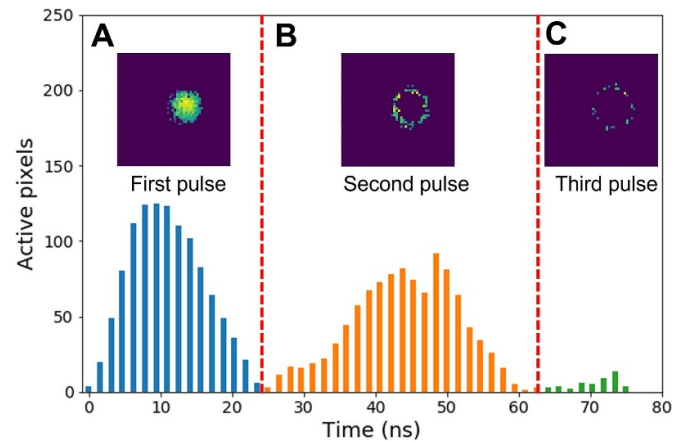 A
B
C
First pulse
Second pulse
Third pulse
Active pixels
250
200
150
100
50
0
0 10 20 30 40 50 60 70 80
Time (ns)